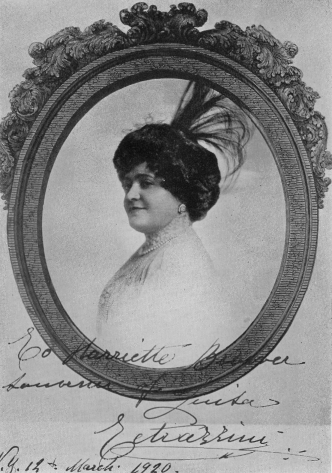 To Harriette Brower
souvenir of Luisa
Tetrazzini
N.Y. 12th March 1920.